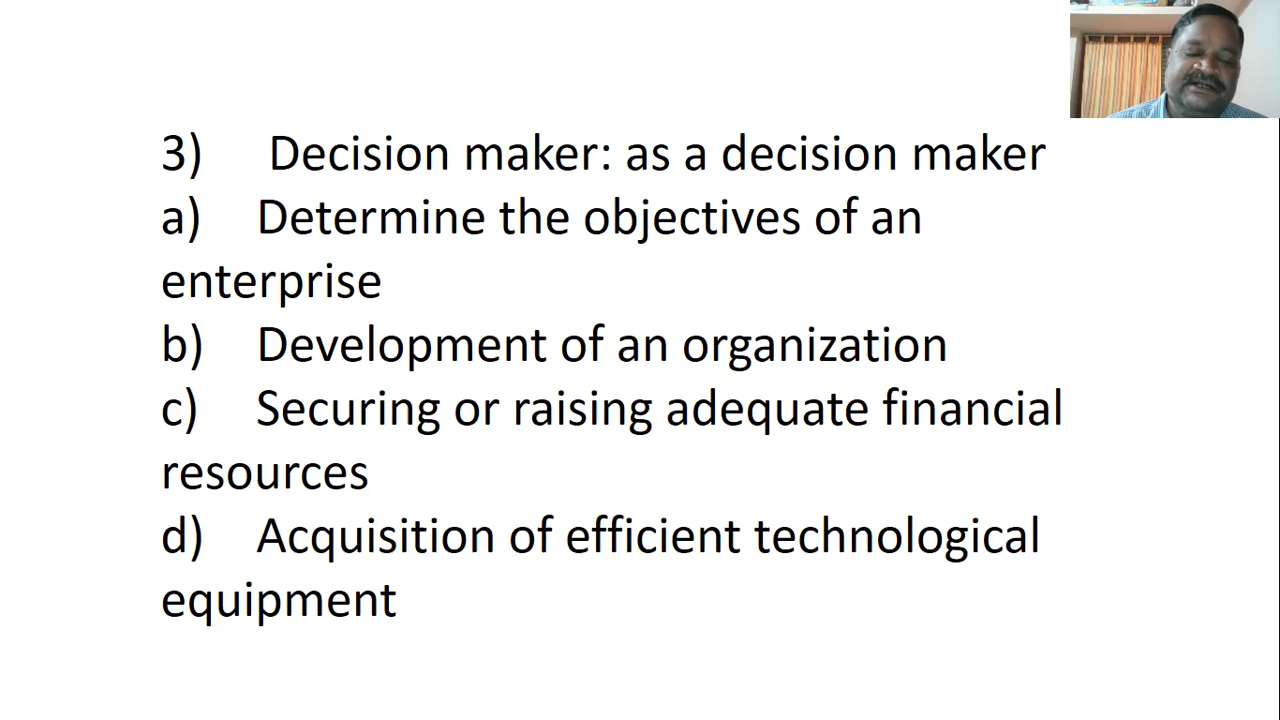 3) Decision maker: as a decision maker
a) Determine the objectives of an
enterprise
b) Development of an organization
c) Securing or raising adequate financial
resources
d) Acquisition of efficient technological
equipment